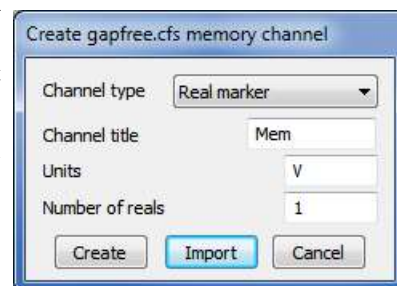 Create gapfree.cfs memory channel
Channel type Real marker
Channel title Mem
Units V
Number of reals 1
Create Import Cancel